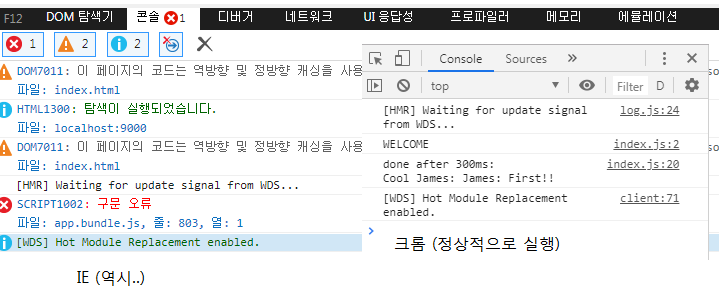 F12 DOM 탐색기 콘솔 1 디버거 네트워크 UI 응답성 프로파일러 메모리 에뮬레이션
1 2 2
DOM7011: 이 페이지의 코드는 역방향 및 정방향 캐싱을 사용
파일: index.html
HTML1300: 탐색이 실행되었습니다.
파일: localhost:9000
DOM7011: 이 페이지의 코드는 역방향 및 정방향 캐싱을 사용
파일: index.html
[HMR] Waiting for update signal from WDS...
SCRIPT1002: 구문 오류
파일: app.bundle.js, 줄: 803, 열: 1
[WDS] Hot Module Replacement enabled.
IE (역시..)
Console Sources »
top Filter D
[HMR] Waiting for update signal log.js:24
from WDS...
WELCOME index.js:2
done after 300ms: index.js:20
Cool James: James: First!!
[WDS] Hot Module Replacement client:71
enabled.
크롬 (정상적으로 실행)